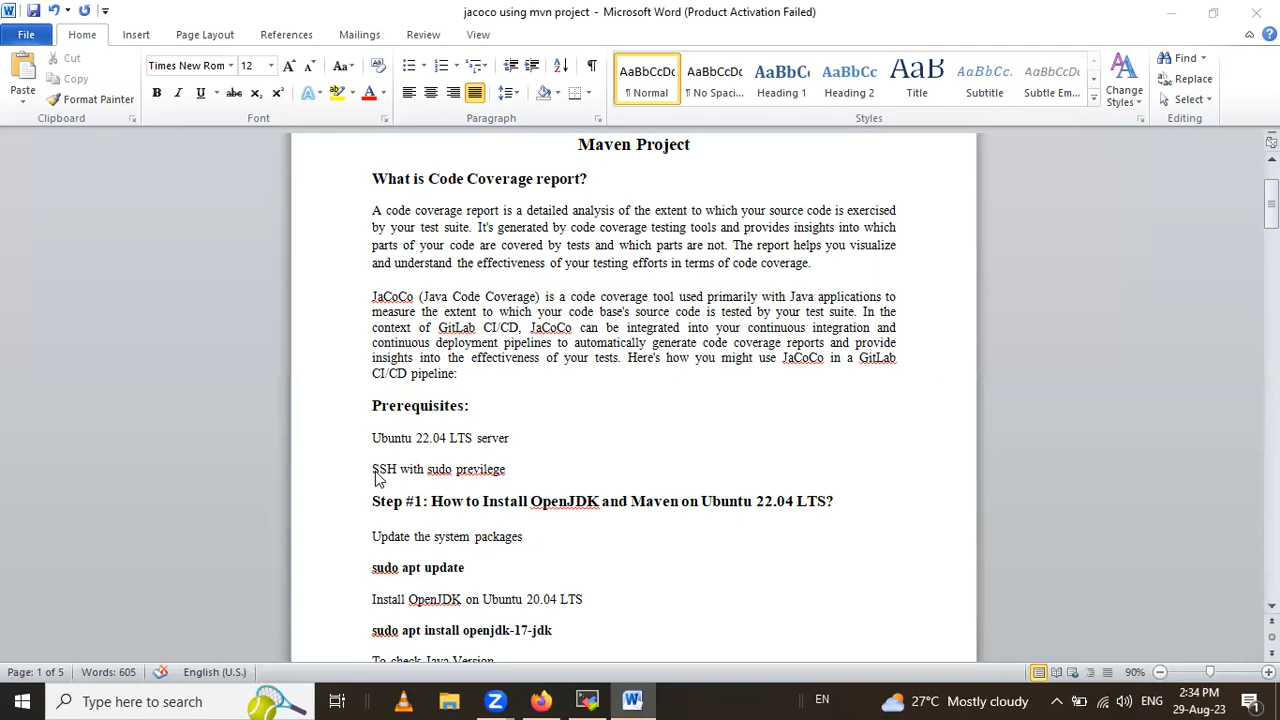 jacoco using mvn project - Microsoft Word (Product Activation Failed)
File Home Insert Page Layout References Mailings Review View
Paste
Cut
Copy
Format Painter
Clipboard
Times New Rom 12
Font
Paragraph
AaBbCcDc AaBbCcDc AaBbCc AaBbCc AaB AaBbCcL AaBbCcDc
¶ Normal ¶ No Spaci... Heading 1 Heading 2 Title Subtitle Subtle Em...
Change Styles
Styles
Find
Replace
Select
Editing
Maven Project
What is Code Coverage report?
A code coverage report is a detailed analysis of the extent to which your source code is exercised
by your test suite. It's generated by code coverage testing tools and provides insights into which
parts of your code are covered by tests and which parts are not. The report helps you visualize
and understand the effectiveness of your testing efforts in terms of code coverage.
JaCoCo (Java Code Coverage) is a code coverage tool used primarily with Java applications to
measure the extent to which your code base's source code is tested by your test suite. In the
context of GitLab CI/CD, JaCoCo can be integrated into your continuous integration and
continuous deployment pipelines to automatically generate code coverage reports and provide
insights into the effectiveness of your tests. Here's how you might use JaCoCo in a GitLab
CI/CD pipeline:
Prerequisites:
Ubuntu 22.04 LTS server
SSH with sudo previlege
Step #1: How to Install OpenJDK and Maven on Ubuntu 22.04 LTS?
Update the system packages
sudo apt update
Install OpenJDK on Ubuntu 20.04 LTS
sudo apt install openjdk-17-jdk
To check Java Version
Page: 1 of 5 Words: 605 English (U.S.) 90%
Type here to search
EN
27°C Mostly cloudy
ENG
2:34 PM
29-Aug-23